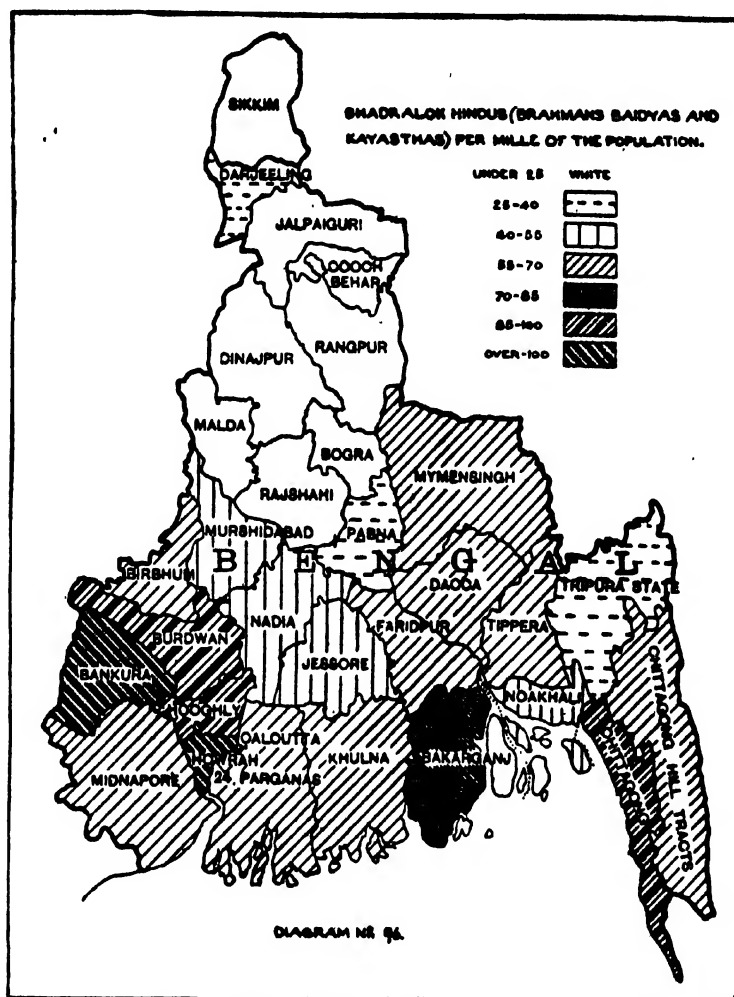 SIKKIM
BHADRALOK HINDUS (BRAHMANS BAIDYAS AND
KAYASTHAS) PER MILLE OF THE POPULATION.
DARJEELING
UNDER 25 WHITE
25-40
40-55
55-70
70-85
85-100
OVER-100
JALPAIGURI
COOCH
BEHAR
DINAJPUR
RANGPUR
MALDA
BOGRA
RAJSHAHI
MYMENSINGH
MURSHIDABAD
PABNA
BENGAL
BIRBHUM
DACCA
TRIPURA STATE
BURDWAN
NADIA
FARIDPUR
TIPPERA
BANKURA
JESSORE
NOAKHALI
HOOGHLY
CALCUTTA
HOWRAH
24 PARGANAS
KHULNA
BAKARGANJ
MIDNAPORE
CHITTAGONG
CHITTAGONG HILL TRACTS
DIAGRAM No. 96.